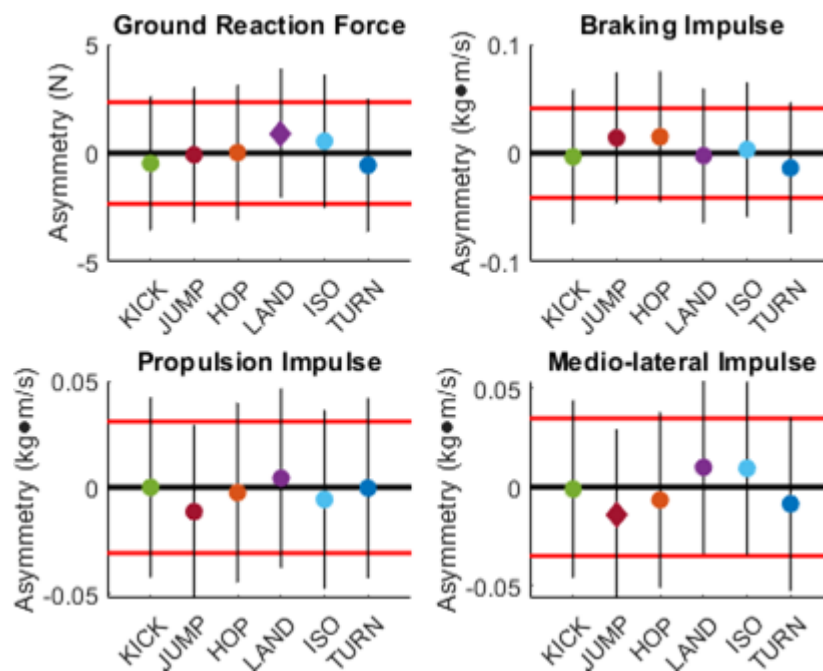 Ground Reaction Force
Asymmetry (N)
5
0
-5
KICK
JUMP
HOP
LAND
ISO
TURN
Braking Impulse
Asymmetry (kg●m/s)
0.1
0
-0.1
KICK
JUMP
HOP
LAND
ISO
TURN
Propulsion Impulse
Asymmetry (kg●m/s)
0.05
0
-0.05
KICK
JUMP
HOP
LAND
ISO
TURN
Medio-lateral Impulse
Asymmetry (kg●m/s)
0.05
0
-0.05
KICK
JUMP
HOP
LAND
ISO
TURN